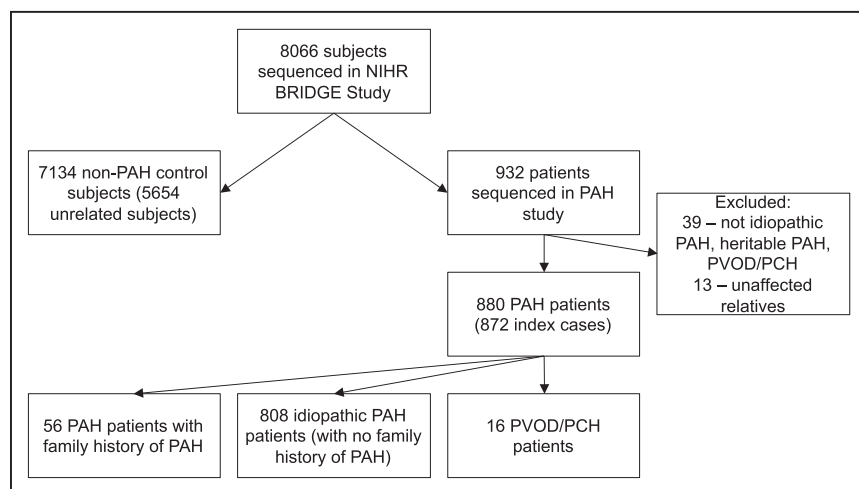 8066 subjects
sequenced in NIHR
BRIDGE Study
7134 non-PAH control
subjects (5654
unrelated subjects)
932 patients
sequenced in PAH
study
Excluded:
39 – not idiopathic
PAH, heritable PAH,
PVOD/PCH
13 – unaffected
relatives
880 PAH patients
(872 index cases)
56 PAH patients with
family history of PAH
808 idiopathic PAH
patients (with no family
history of PAH)
16 PVOD/PCH
patients